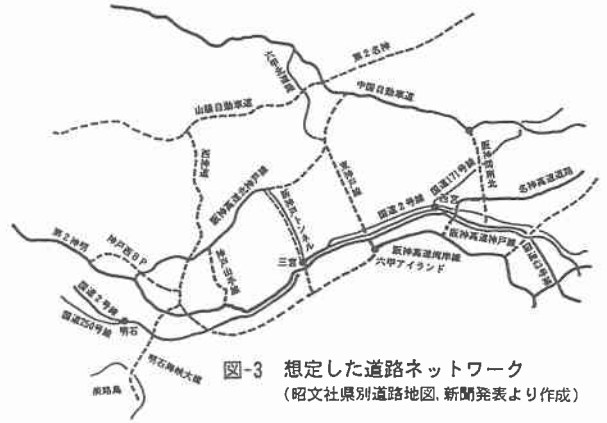 第2名神
六甲北有料
山陽自動車道
中国自動車道
阪神高速北神戸線
新神戸トンネル
国道2号線
国道171号線
名神高速道路
西宮
第2神明
神戸西BP
三宮
阪神高速神戸線
阪神高速湾岸線
六甲アイランド
国道43号線
国道2号線
国道250号線
明石
明石海峡大橋
淡路島
図-3 想定した道路ネットワーク
(昭文社県別道路地図、新聞発表より作成)